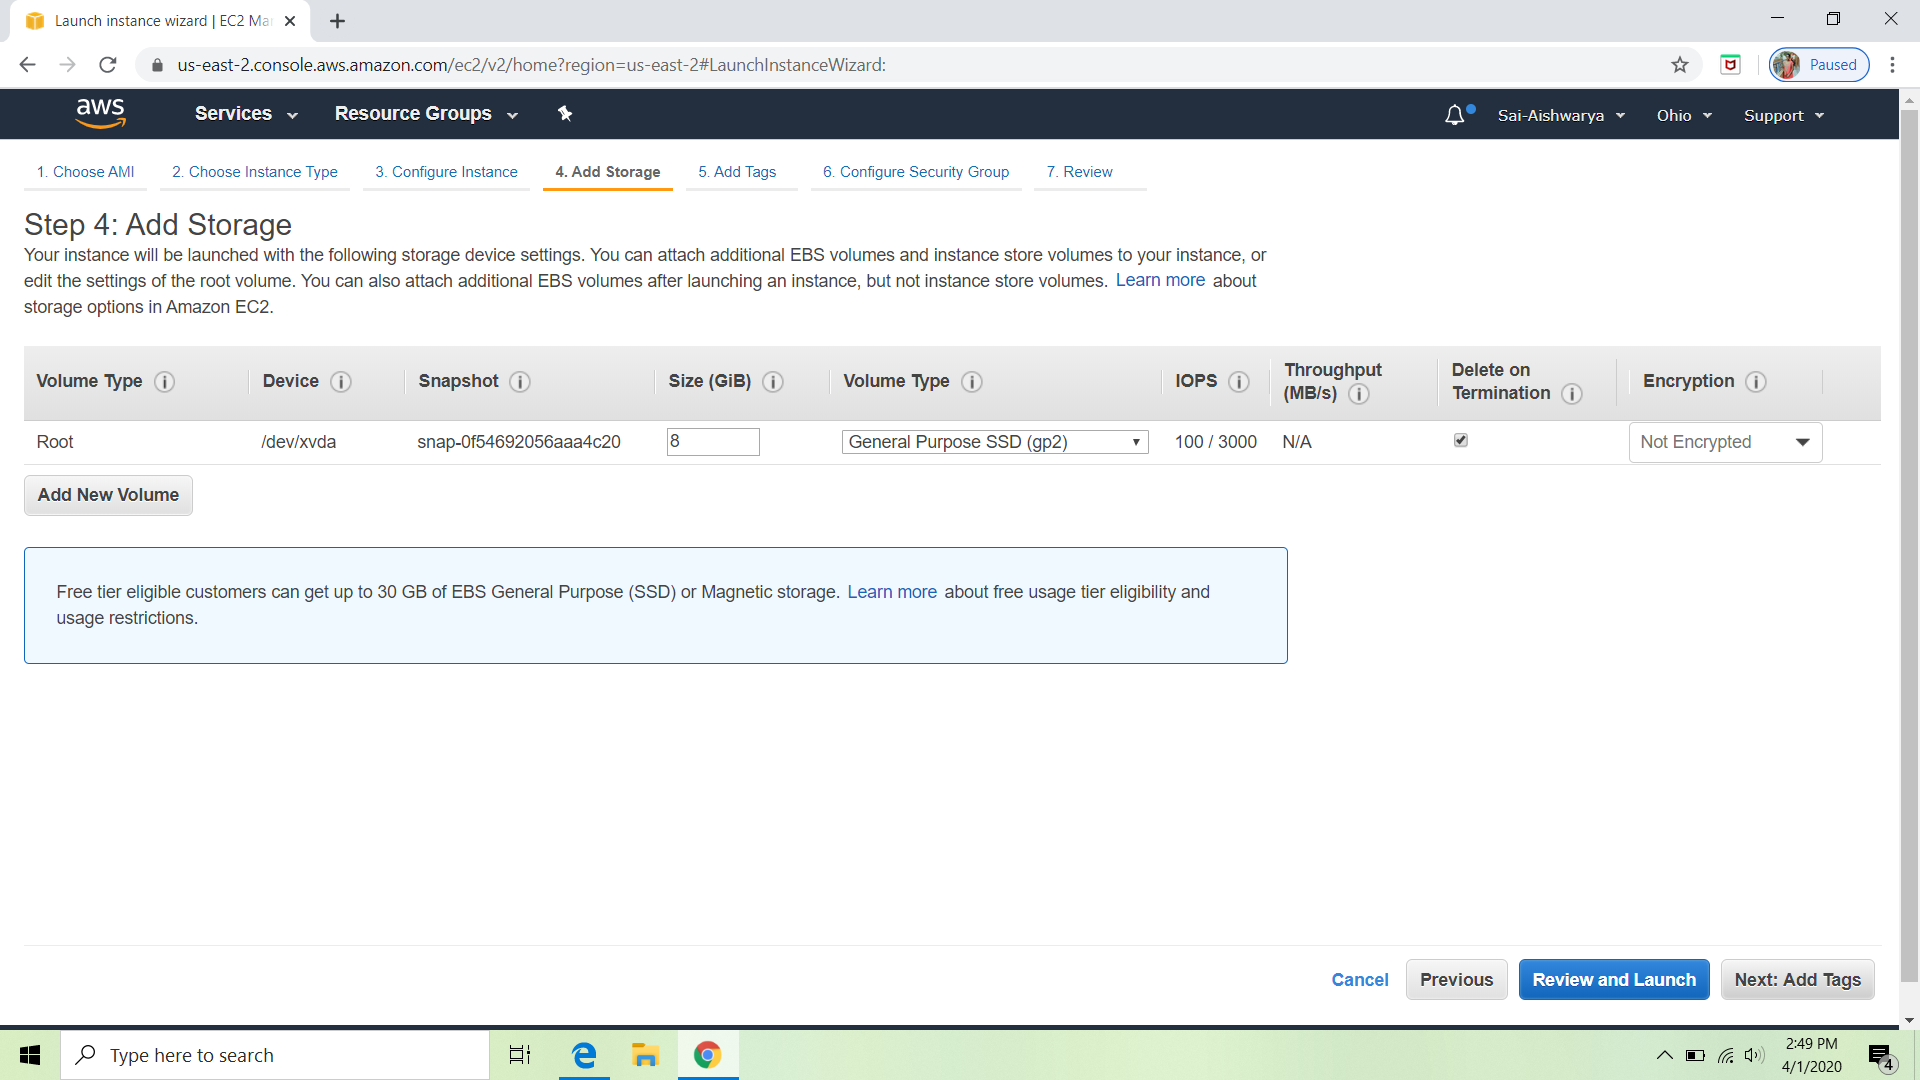 Launch instance wizard | EC2 Mar
us-east-2.console.aws.amazon.com/ec2/v2/home?region=us-east-2#LaunchInstanceWizard:
Paused
aws Services Resource Groups Sai-Aishwarya Ohio Support
1. Choose AMI 2. Choose Instance Type 3. Configure Instance 4. Add Storage 5. Add Tags 6. Configure Security Group 7. Review
Step 4: Add Storage
Your instance will be launched with the following storage device settings. You can attach additional EBS volumes and instance store volumes to your instance, or
edit the settings of the root volume. You can also attach additional EBS volumes after launching an instance, but not instance store volumes. Learn more about
storage options in Amazon EC2.
Volume Type i Device i Snapshot i Size (GiB) i Volume Type i IOPS i Throughput (MB/s) i Delete on Termination i Encryption i
Root /dev/xvda snap-0f54692056aaa4c20 8 General Purpose SSD (gp2) 100 / 3000 N/A Not Encrypted
Add New Volume
Free tier eligible customers can get up to 30 GB of EBS General Purpose (SSD) or Magnetic storage. Learn more about free usage tier eligibility and
usage restrictions.
Cancel Previous Review and Launch Next: Add Tags
Type here to search
2:49 PM
4/1/2020
4